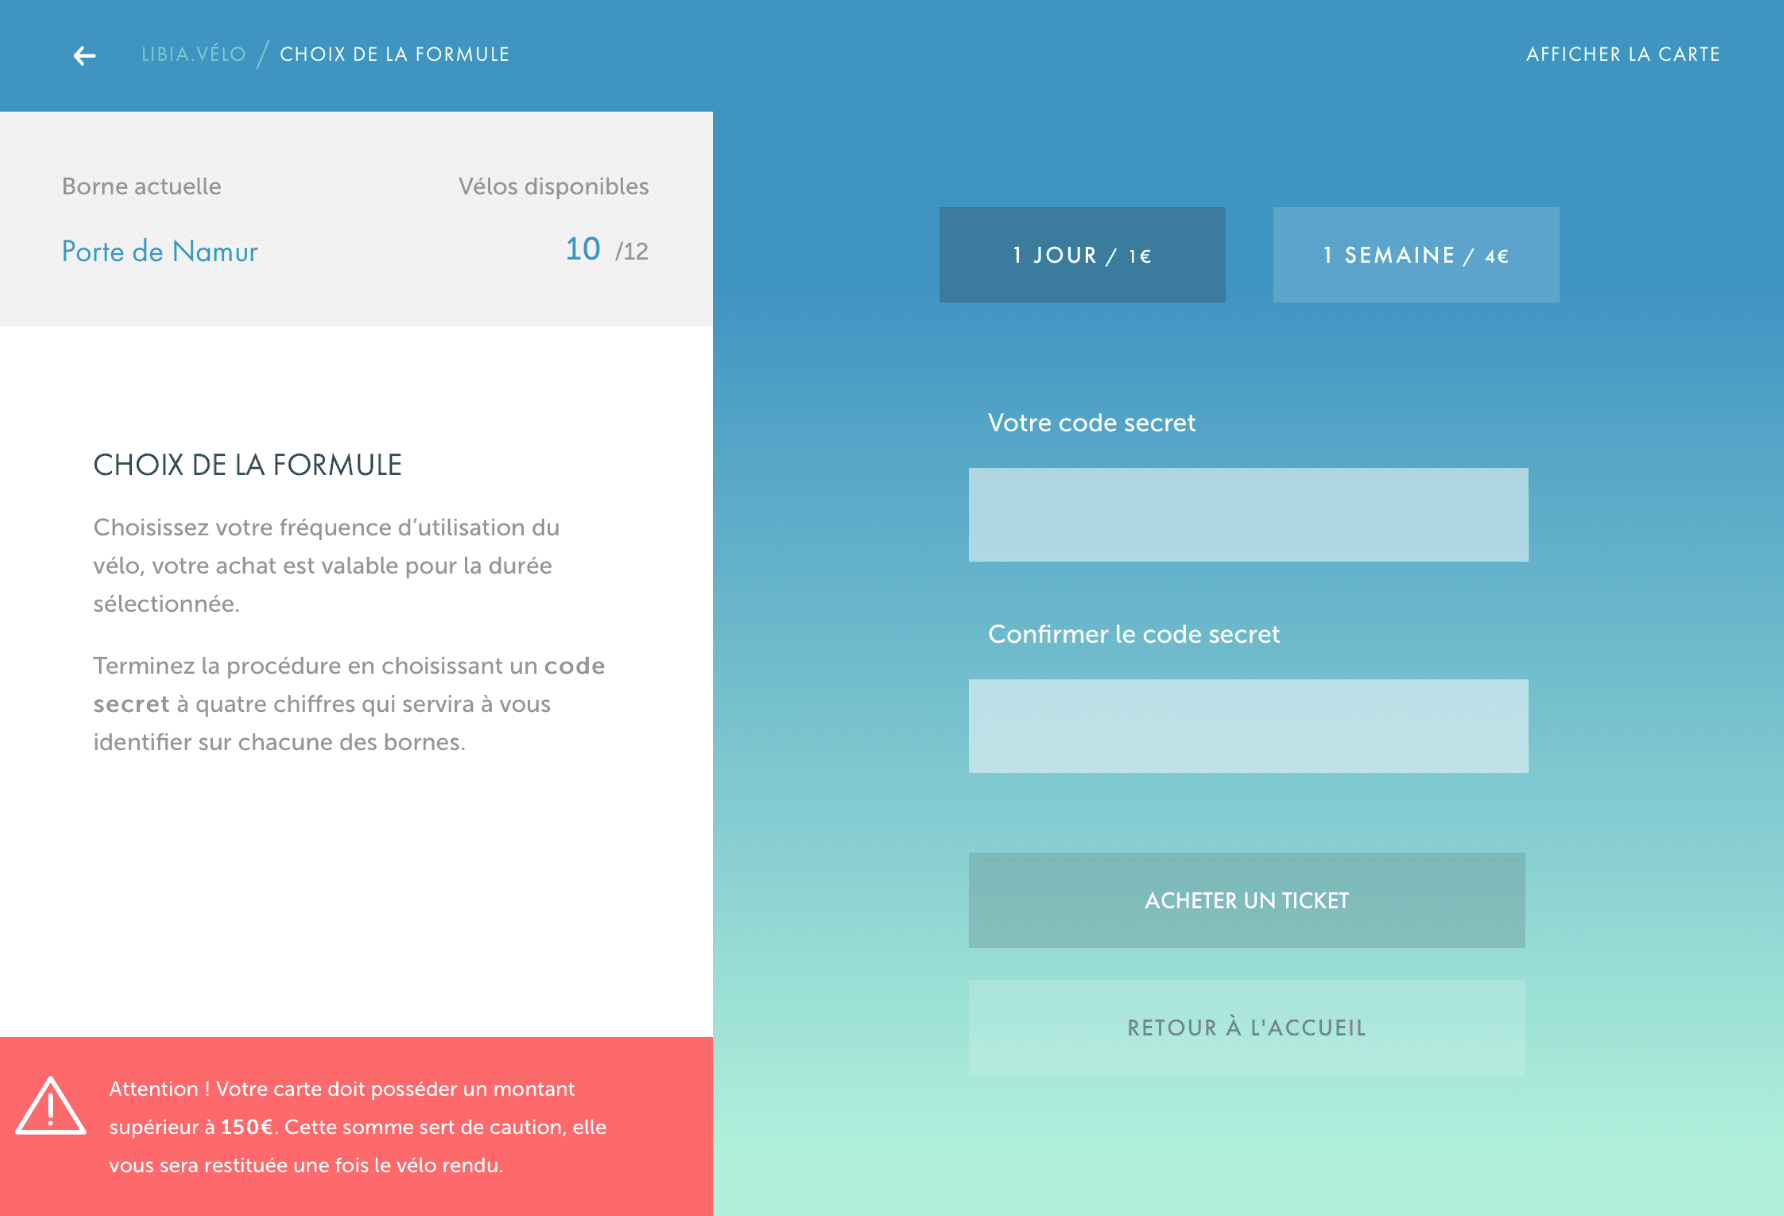 LIBIA.VÉLO / CHOIX DE LA FORMULE
AFFICHER LA CARTE
Borne actuelle
Vélos disponibles
Porte de Namur
10 /12
CHOIX DE LA FORMULE
Choisissez votre fréquence d’utilisation du
vélo, votre achat est valable pour la durée
sélectionnée.
Terminez la procédure en choisissant un code
secret à quatre chiffres qui servira à vous
identifier sur chacune des bornes.
Attention ! Votre carte doit posséder un montant
supérieur à 150€. Cette somme sert de caution, elle
vous sera restituée une fois le vélo rendu.
1 JOUR / 1€
1 SEMAINE / 4€
Votre code secret
Confirmer le code secret
ACHETER UN TICKET
RETOUR À L'ACCUEIL